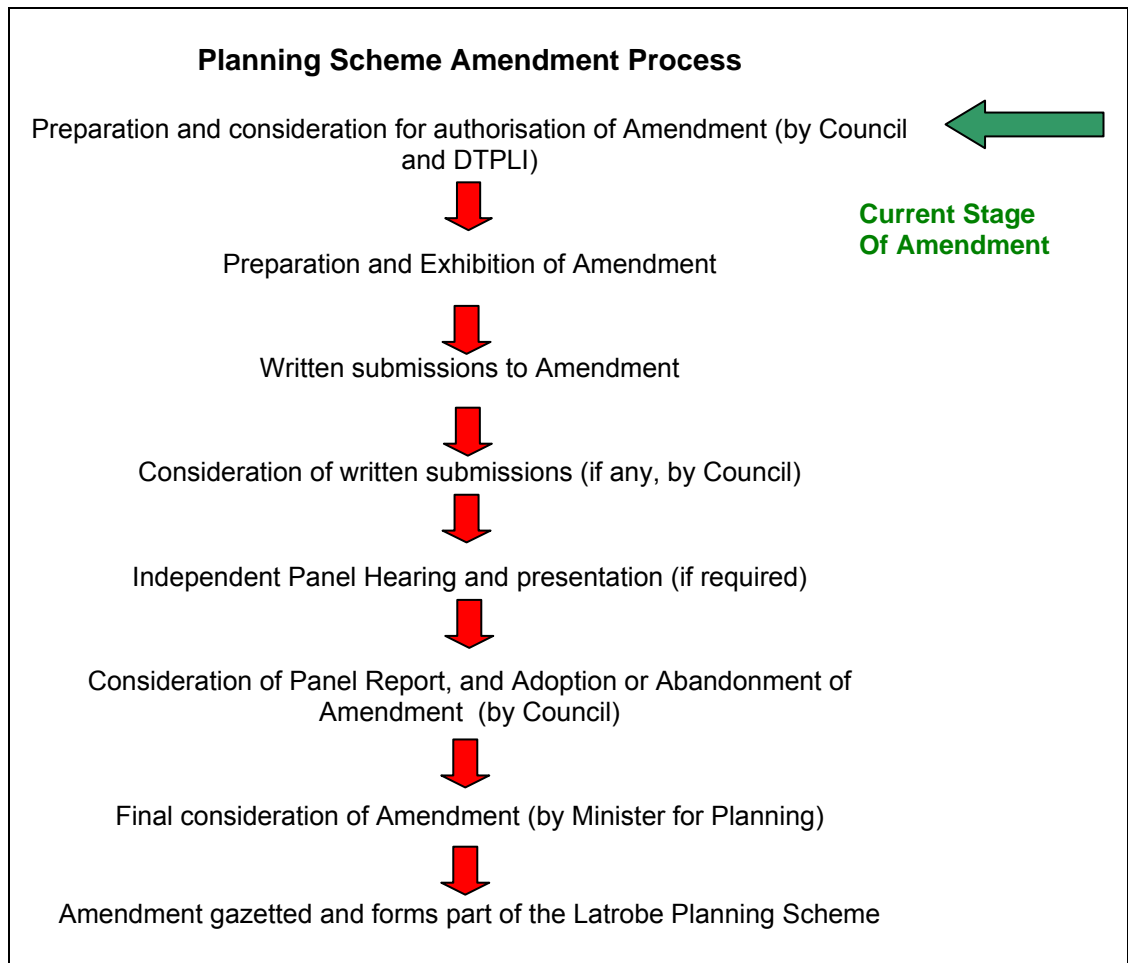 Planning Scheme Amendment Process
Preparation and consideration for authorisation of Amendment (by Council
and DTPLI)
Current Stage
Of Amendment
Preparation and Exhibition of Amendment
Written submissions to Amendment
Consideration of written submissions (if any, by Council)
Independent Panel Hearing and presentation (if required)
Consideration of Panel Report, and Adoption or Abandonment of
Amendment (by Council)
Final consideration of Amendment (by Minister for Planning)
Amendment gazetted and forms part of the Latrobe Planning Scheme